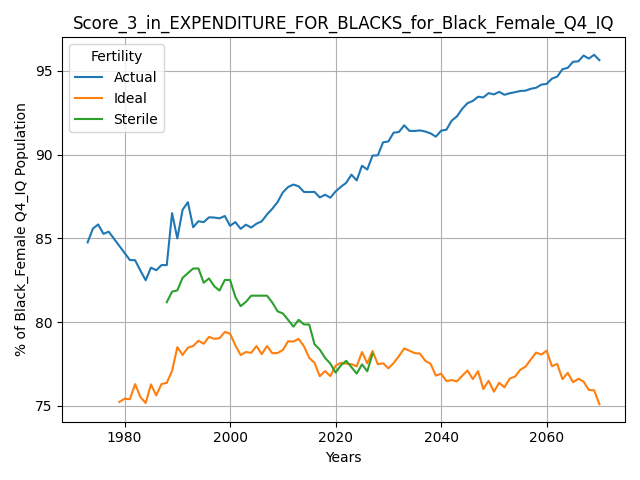 Score_3_in_EXPENDITURE_FOR_BLACKS_for_Black_Female_Q4_IQ
Fertility
Actual
Ideal
Sterile
% of Black_Female Q4_IQ Population
95
90
85
80
75
1980
2000
2020
2040
2060
Years